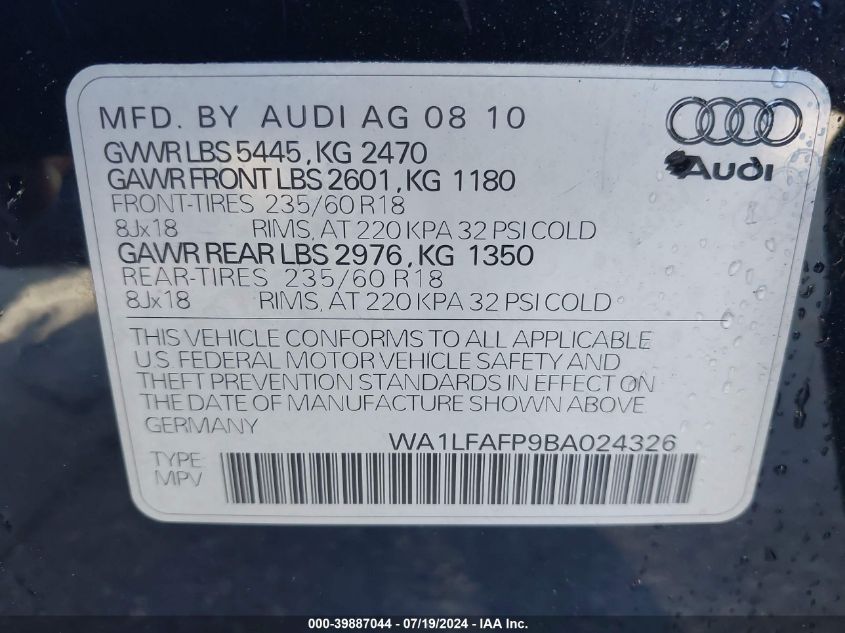 MFD. BY AUDI AG 08 10
GVWR LBS 5445, KG 2470
GAWR FRONT LBS 2601, KG 1180
FRONT-TIRES 235/60 R18
8Jx18 RIMS, AT 220 KPA 32 PSI COLD
GAWR REAR LBS 2976, KG 1350
REAR-TIRES 235/60 R18
8Jx18 RIMS, AT 220 KPA 32 PSI COLD
Audi
THIS VEHICLE CONFORMS TO ALL APPLICABLE
U.S. FEDERAL MOTOR VEHICLE SAFETY AND
THEFT PREVENTION STANDARDS IN EFFECT ON
THE DATE OF MANUFACTURE SHOWN ABOVE
GERMANY
WA1LFAFP9BA024326
TYPE:
MPV
000-39887044 - 07/19/2024 - IAA Inc.